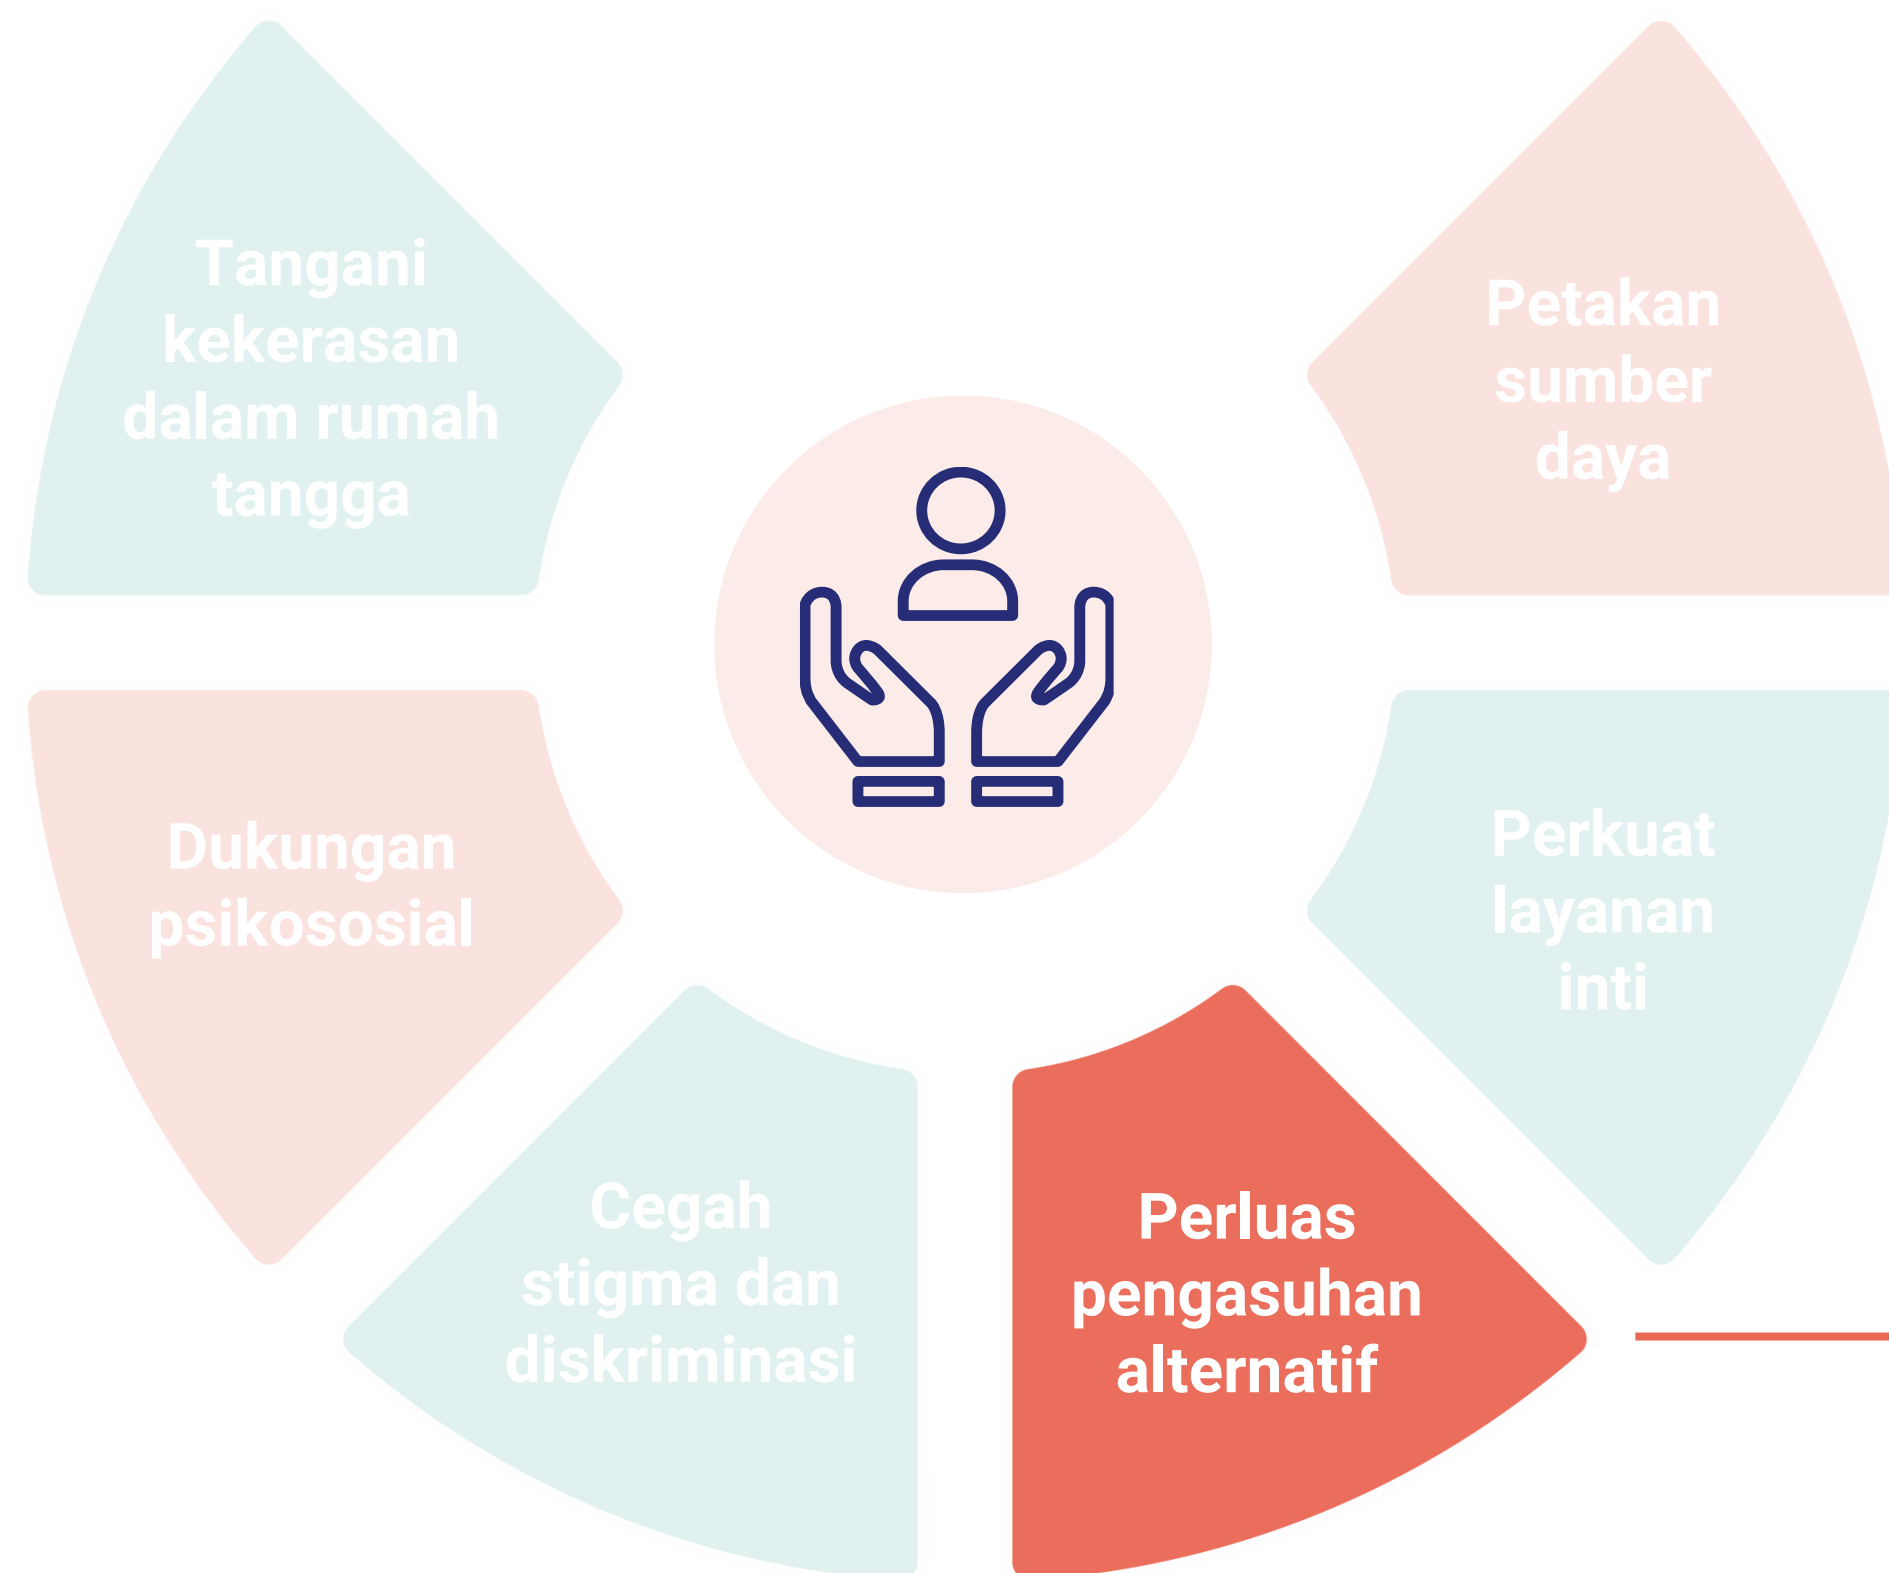 Tangani
kekerasan
dalam rumah
tangga
Petakan
sumber
daya
Dukungan
psikososial
Perkuat
layanan
inti
Cegah
stigma dan
diskriminasi
Perluas
pengasuhan
alternatif